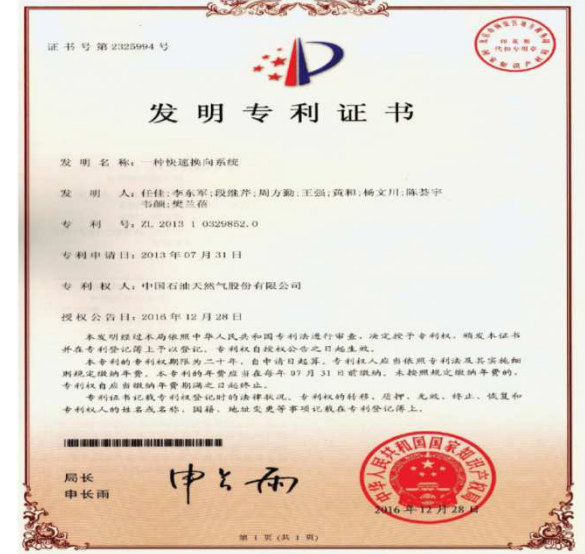 证书号第2325994号
发明专利证书
发明名称：一种快速换向系统
发明人：任佳;李东军;段维芹;周方勤;王强;黄和;杨文川;陈荟宇
韦颜;樊兰蓓
专利号：ZL 2013 1 0329852.0
专利申请日：2013年07月31日
专利权人：中国石油天然气股份有限公司
授权公告日：2016年12月28日
本发明经过本局依照中华人民共和国专利法进行审查，决定授予专利权，颁发本证书
并在专利登记簿上予以登记。专利权自授权公告之日起生效。
本专利的专利权期限为二十年，自申请日起算。专利权人应当依照专利法及其实施细
则规定缴纳年费。本专利的年费应当在每年07月31日前缴纳。未按照规定缴纳年费的，
专利权自应当缴纳年费期满之日起终止。
专利证书记载专利权登记时的法律状况。专利权的转移、质押、无效、终止、恢复和
专利权人的姓名或名称、国籍、地址变更等事项记载在专利登记簿上。
局长
申长雨
申长雨
中华人民共和国国家知识产权局
2016年12月28日
第1页(共1页)